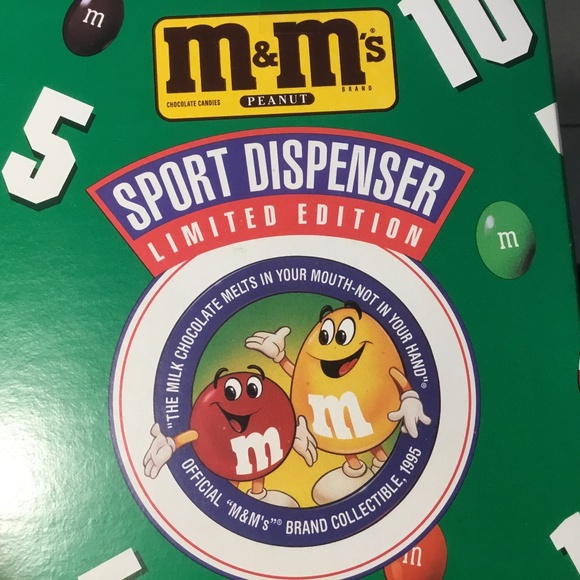 m
m&m's®
CHOCOLATE CANDIES PEANUT BRAND
10
5
SPORT DISPENSER
LIMITED EDITION
m
"THE MILK CHOCOLATE MELTS IN YOUR MOUTH-NOT IN YOUR HAND"®
m
m
OFFICIAL "M&M's"® BRAND COLLECTIBLE, 1995
m